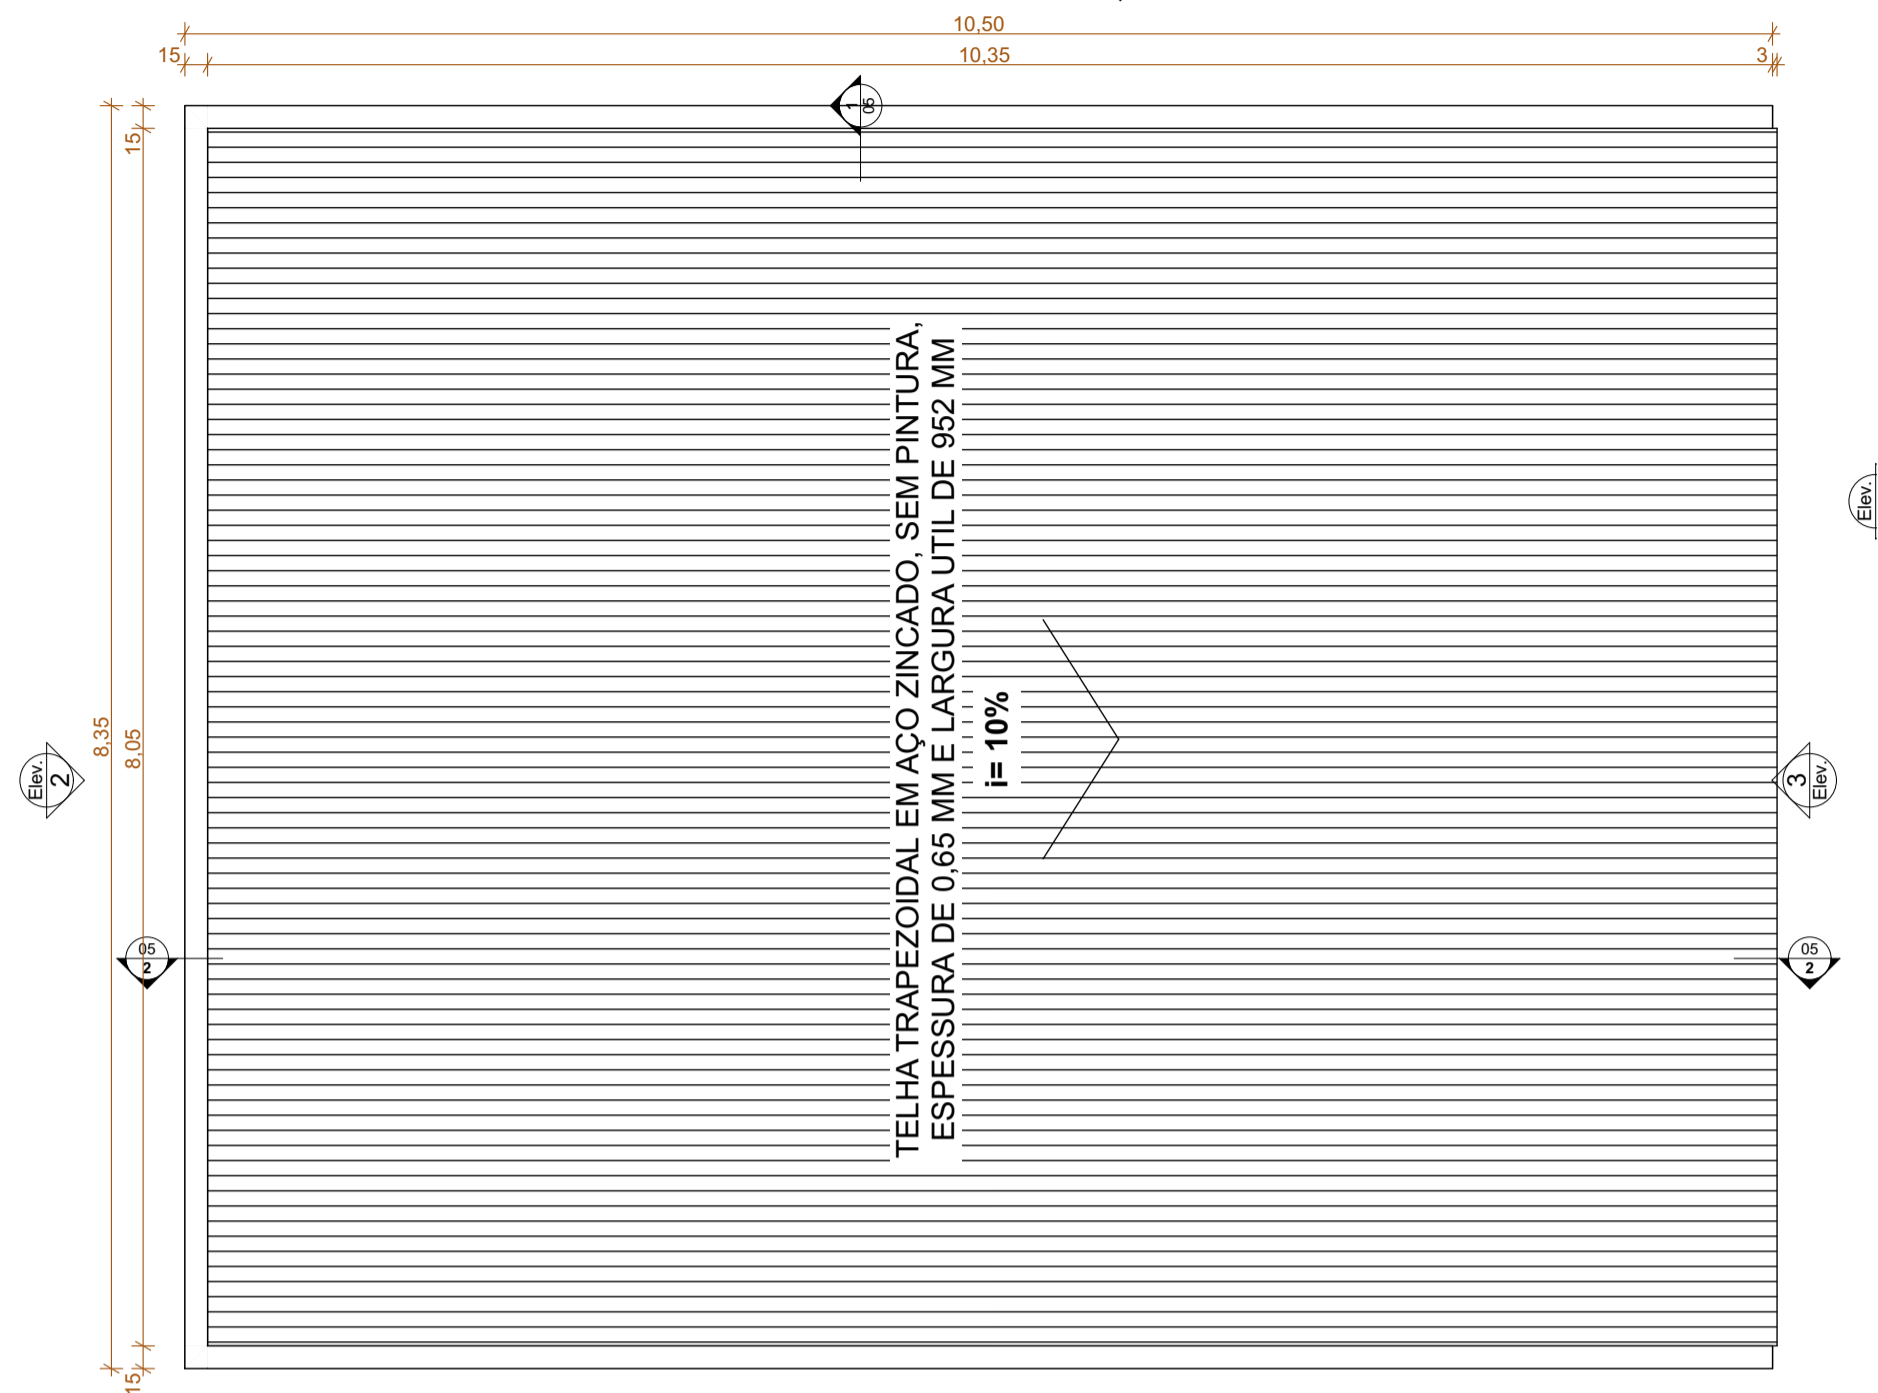 10,50
15
10,35
3
1
05
15
TELHA TRAPEZOIDAL EM AÇO ZINCADO, SEM PINTURA,
ESPESSURA DE 0,65 MM E LARGURA UTIL DE 952 MM
i= 10%
8,35
8,05
Elev.
2
Elev.
3
Elev.
05
2
05
2
15